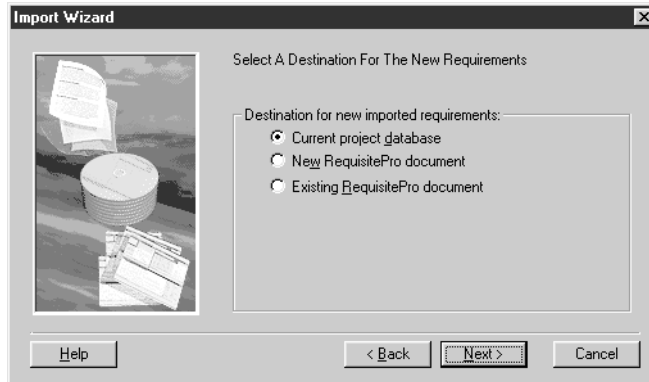 Import Wizard
Select A Destination For The New Requirements
Destination for new imported requirements:
Current project database
New RequisitePro document
Existing RequisitePro document
Help
< Back
Next >
Cancel